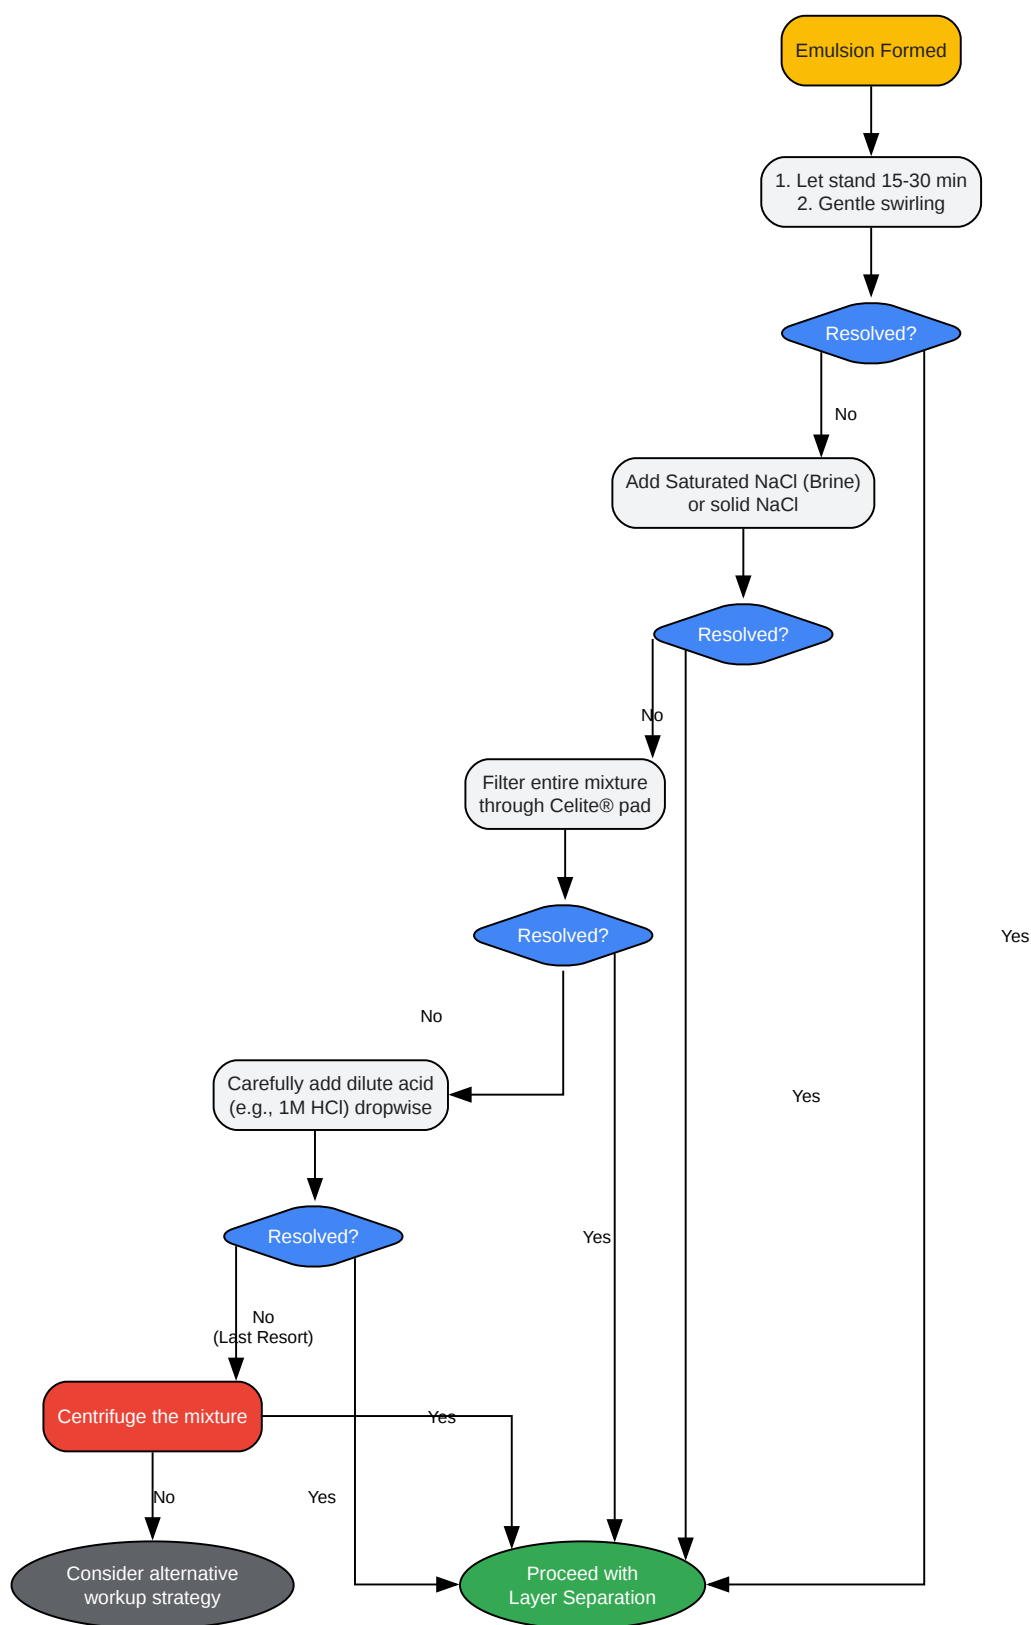 Emulsion Formed
1. Let stand 15-30 min
2. Gentle swirling
Resolved?
No
Add Saturated NaCl (Brine)
or solid NaCl
Resolved?
No
Filter entire mixture
through Celite® pad
Resolved?
Yes
No
Carefully add dilute acid
(e.g., 1M HCl) dropwise
Yes
Resolved?
Yes
No
(Last Resort)
Centrifuge the mixture
Yes
No
Yes
Consider alternative
workup strategy
Proceed with
Layer Separation